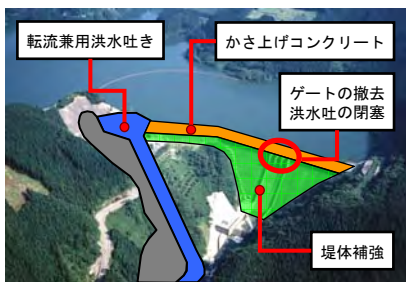 転流兼用洪水吐き
かさ上げコンクリート
ゲートの撤去
洪水吐の閉塞
堤体補強